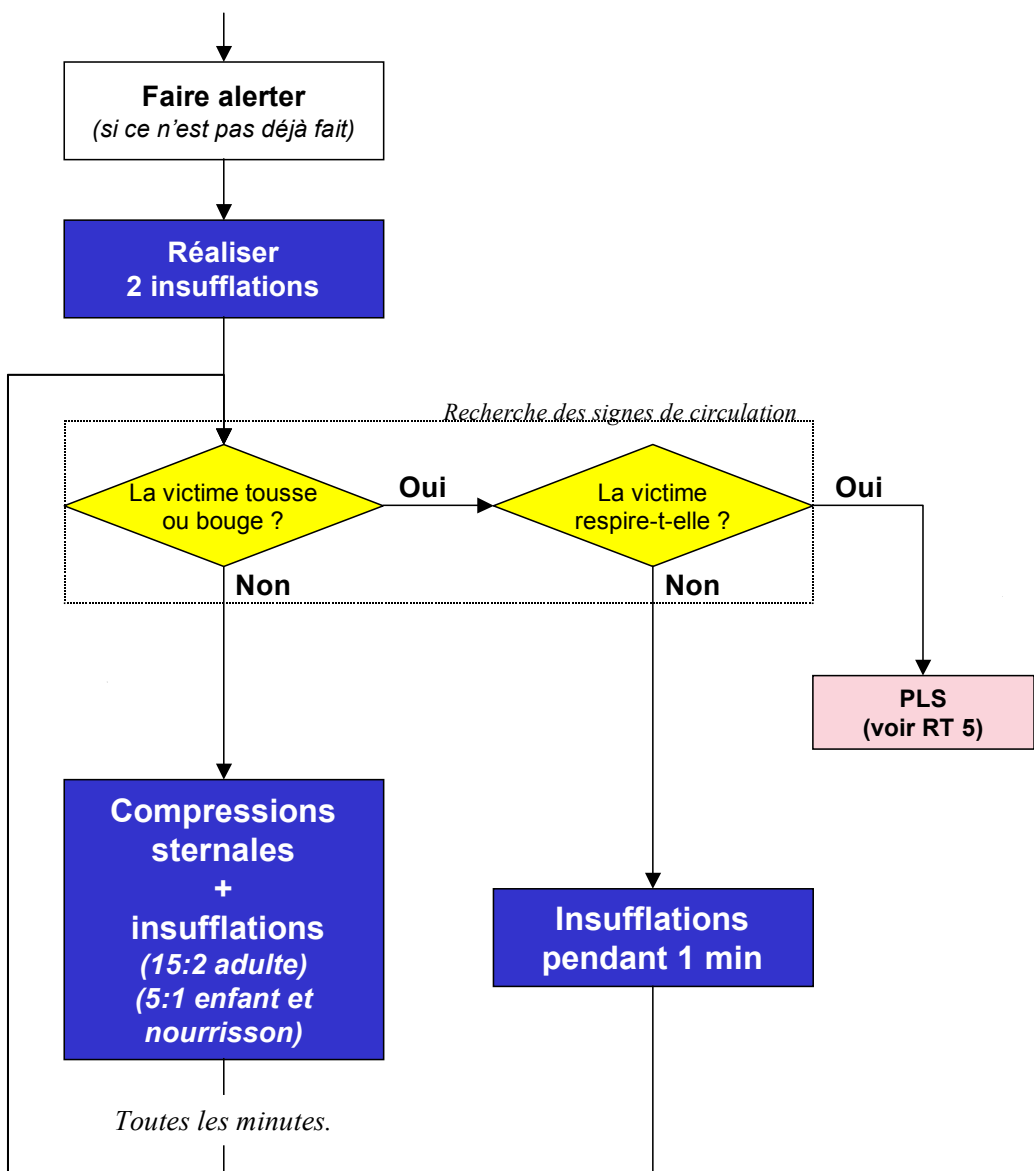 Faire alerter
(si ce n'est pas déjà fait)
Réaliser
2 insufflations
Recherche des signes de circulation
La victime tousse
ou bouge ?
Oui
La victime
respire-t-elle ?
Oui
Non
Non
PLS
(voir RT 5)
Compressions
sternales
+
insufflations
(15:2 adulte)
(5:1 enfant et
nourrisson)
Insufflations
pendant 1 min
Toutes les minutes.